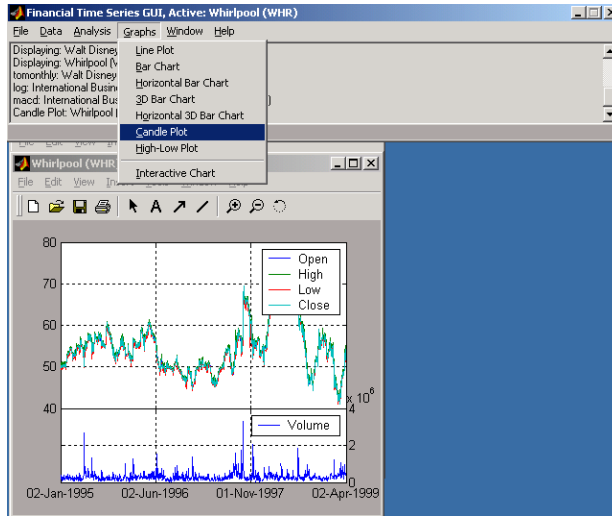 Financial Time Series GUI, Active: Whirlpool (WHR)
File Data Analysis Graphs Window Help
Displaying: Walt Disney
Displaying: Whirlpool (W
tomonthly: Walt Disney
log: International Busin
macd: International Bus
Candle Plot: Whirlpool (
Line Plot
Bar Chart
Horizontal Bar Chart
3D Bar Chart
Horizontal 3D Bar Chart
Candle Plot
High-Low Plot
Interactive Chart
File Edit View
Whirlpool (WHR
File Edit View
80
70
60
50
40
Open
High
Low
Close
x 10^6
4
2
0
Volume
02-Jan-1995 02-Jun-1996 01-Nov-1997 02-Apr-1999